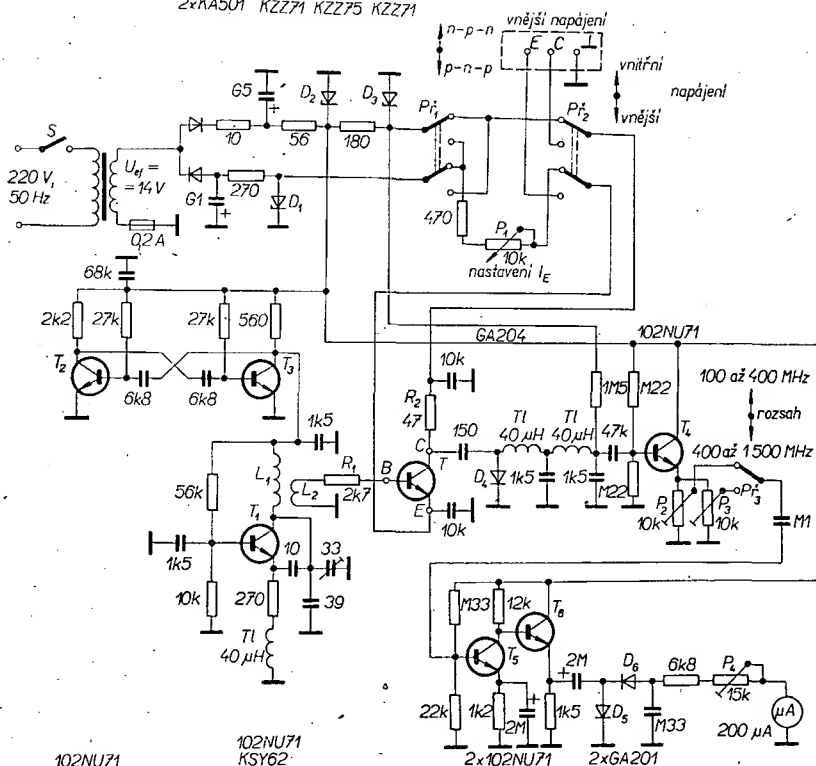 2xKA501 KZZ71 KZZ75 KZZ71
n-p-n
p-n-p
vnější napájení
E C
vnitřní
napájení
vnější
S
220 V,
50 Hz
Uef =
= 14 V
0,2 A
10
G5
56
D2
180
D3
Př1
Př2
G1
270
D1
470
P1
10k
nastavení IE
68k
2k2
27k
27k
560
T2
6k8
6k8
T3
GA204
102NU71
10k
R2
47
1M5
M22
100 až 400 MHz
rozsah
400 až 1500 MHz
1k5
L1
L2
R1
2k7
B
C
T
E
150
Tl
40 μH
Tl
40 μH
47k
T4
D4
1k5
1k5
M22
10k
P2
10k
P3
10k
Př3
M1
56k
T1
1k5
10k
10
33
39
270
Tl
40 μH
M33
12k
T6
T5
22k
1k2
2M
2M
1k5
D6
D5
6k8
M33
P4
15k
μA
200 μA
102NU71
102NU71
KSY62
2x102NU71
2xGA201